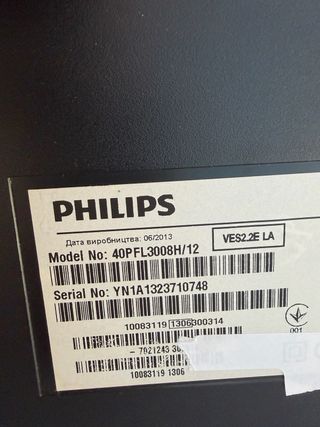 PHILIPS
Дата виробництва: 06/2013
VES2.2E LA
Model No: 40PFL3008H/12
Serial No: YN1A1323710748
10083119 1306300314
001
10083119 1306